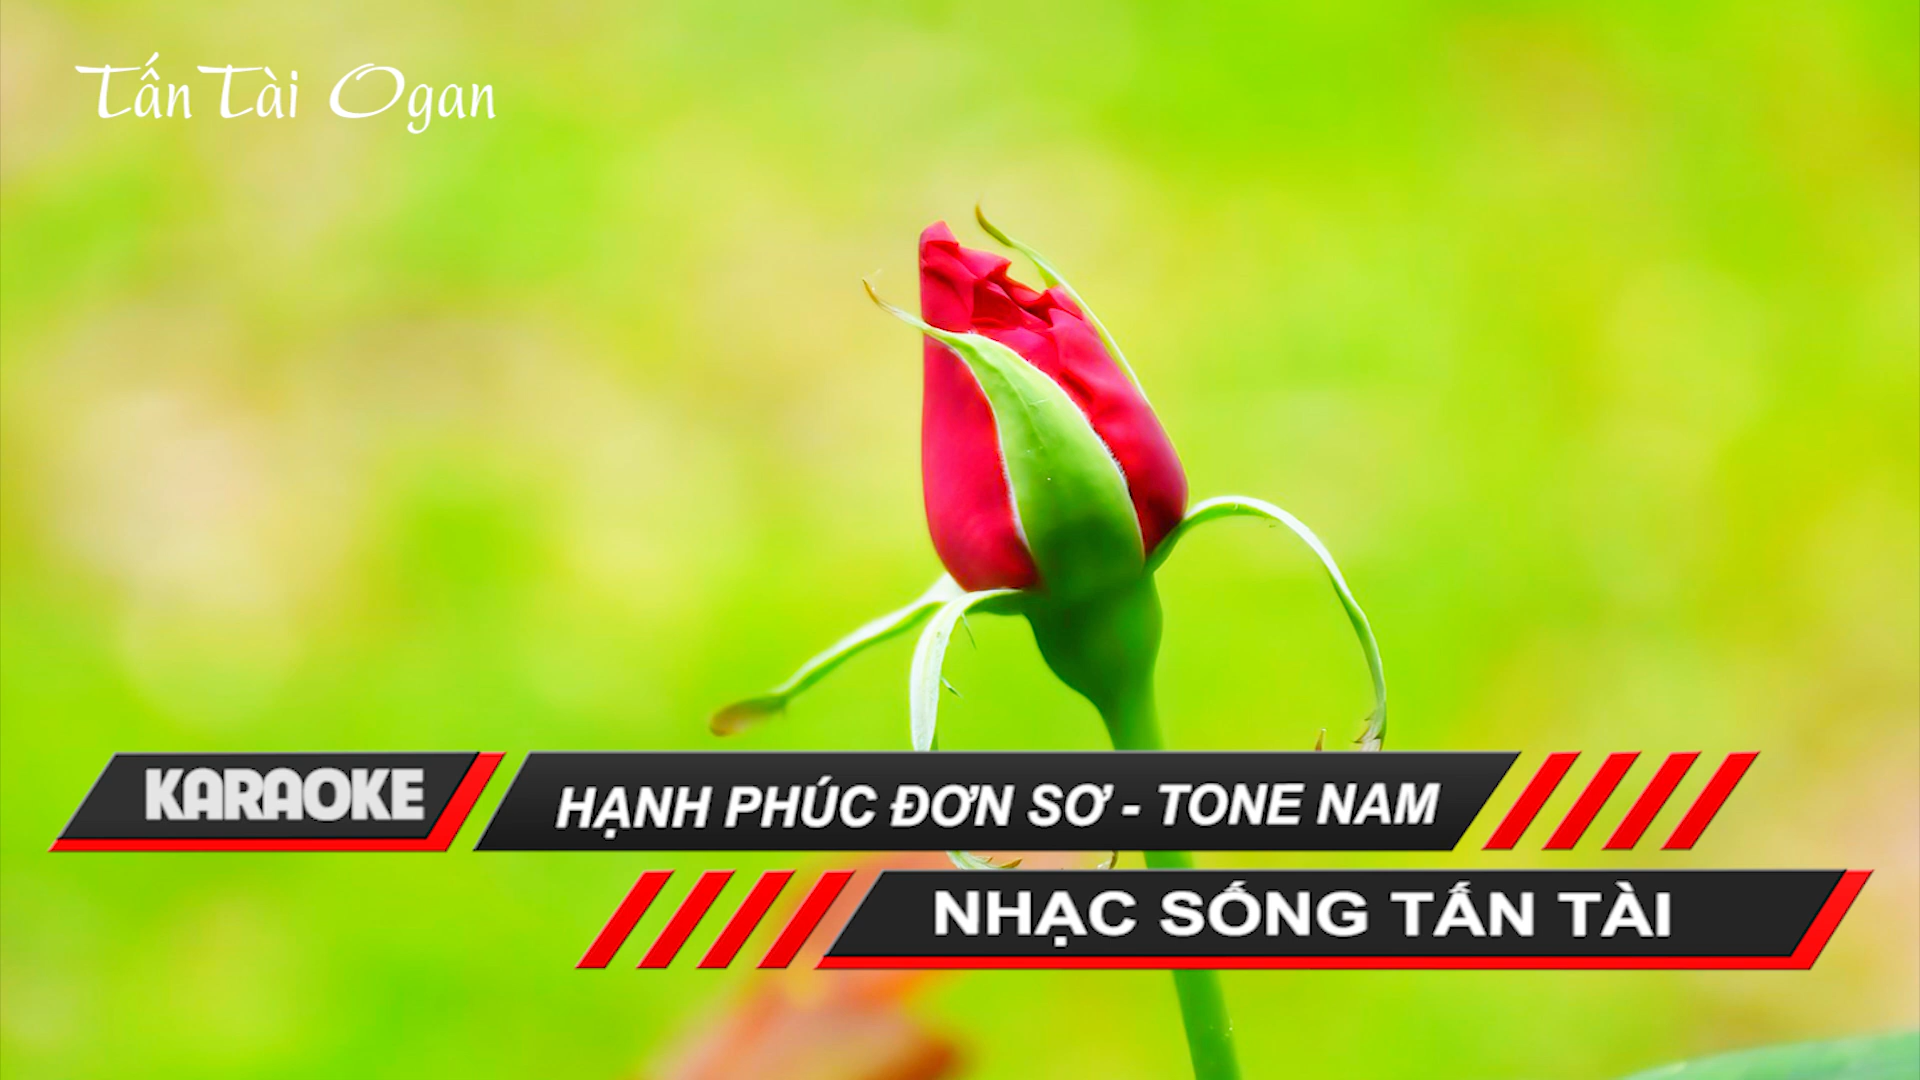 Tấn Tài Ogan
KARAOKE
HẠNH PHÚC ĐƠN SƠ - TONE NAM
NHẠC SỐNG TẤN TÀI